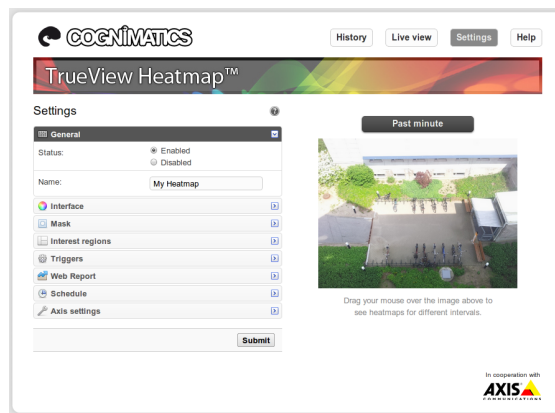 COGNIMATICS
History
Live view
Settings
Help
TrueView Heatmap™
Settings
General
Status:
Enabled
Disabled
Name:
My Heatmap
Interface
Mask
Interest regions
Triggers
Web Report
Schedule
Axis settings
Submit
Past minute
Drag your mouse over the image above to
see heatmaps for different intervals.
In cooperation with
AXIS
COMMUNICATIONS